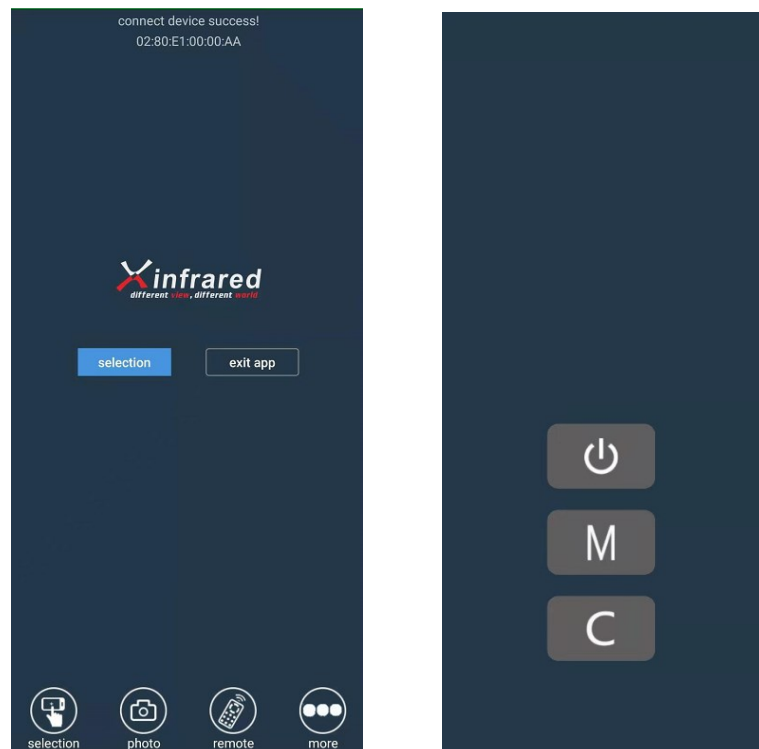 connect device success!
02:80:E1:00:00:AA
Xinfrared
different view, different world
selection exit app
selection photo remote more
M
C